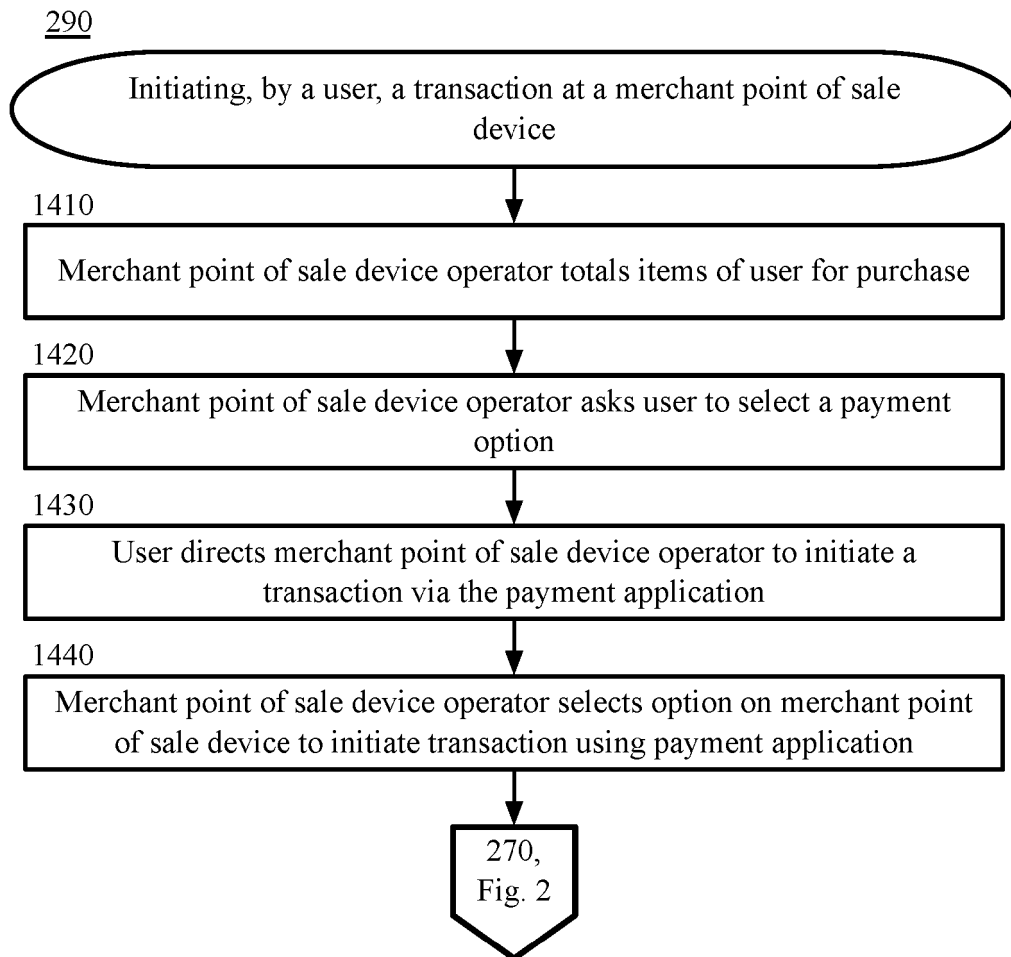 290
Initiating, by a user, a transaction at a merchant point of sale
device
1410
Merchant point of sale device operator totals items of user for purchase
1420
Merchant point of sale device operator asks user to select a payment
option
1430
User directs merchant point of sale device operator to initiate a
transaction via the payment application
1440
Merchant point of sale device operator selects option on merchant point
of sale device to initiate transaction using payment application
270,
Fig. 2